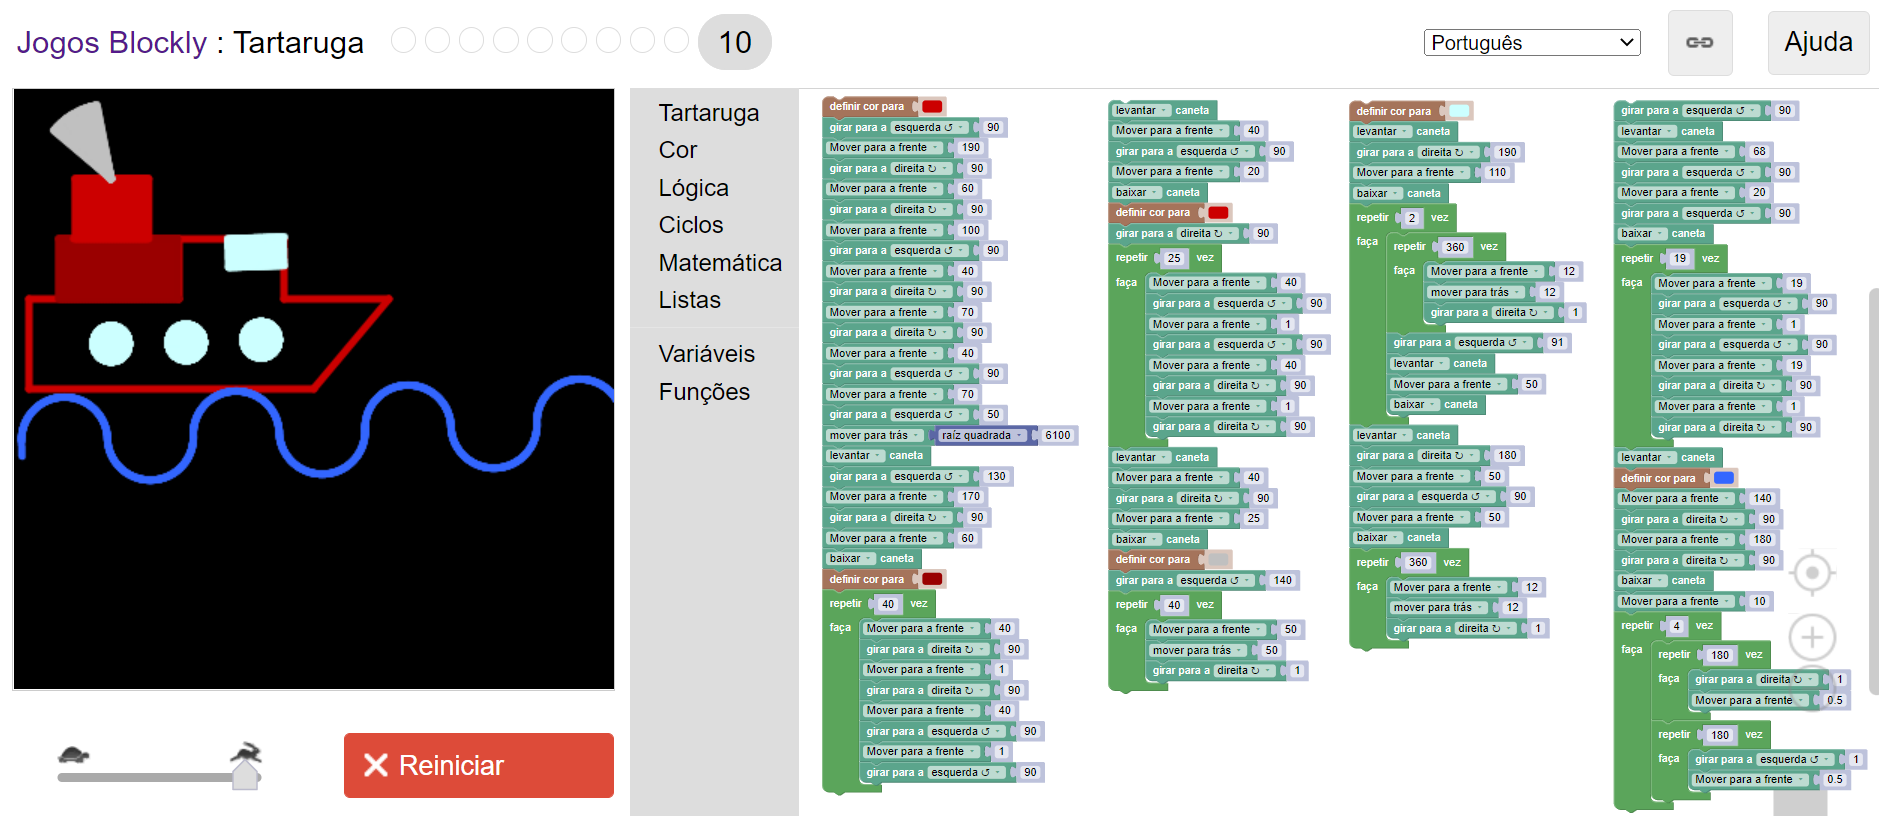 Jogos Blockly : Tartaruga
10
Português
Ajuda
Tartaruga
Cor
Lógica
Ciclos
Matemática
Listas
Variáveis
Funções
Reiniciar
definir cor para
girar para a esquerda ↺ 90
Mover para a frente 190
girar para a direita ↻ 90
Mover para a frente 60
girar para a direita ↻ 90
Mover para a frente 100
girar para a esquerda ↺ 90
Mover para a frente 40
girar para a direita ↻ 90
Mover para a frente 70
girar para a direita ↻ 90
Mover para a frente 40
girar para a esquerda ↺ 90
Mover para a frente 70
girar para a esquerda ↺ 50
mover para trás raíz quadrada 6100
levantar caneta
girar para a esquerda ↺ 130
Mover para a frente 170
girar para a direita ↻ 90
Mover para a frente 60
baixar caneta
definir cor para
repetir 40 vez
faça Mover para a frente 40
girar para a direita ↻ 90
Mover para a frente 1
girar para a direita ↻ 90
Mover para a frente 40
girar para a esquerda ↺ 90
Mover para a frente 1
girar para a esquerda ↺ 90
levantar caneta
Mover para a frente 40
girar para a esquerda ↺ 90
Mover para a frente 20
baixar caneta
definir cor para
girar para a direita ↻ 90
repetir 25 vez
faça Mover para a frente 40
girar para a esquerda ↺ 90
Mover para a frente 1
girar para a esquerda ↺ 90
Mover para a frente 40
girar para a direita ↻ 90
Mover para a frente 1
girar para a direita ↻ 90
levantar caneta
Mover para a frente 40
girar para a direita ↻ 90
Mover para a frente 25
baixar caneta
definir cor para
girar para a esquerda ↺ 140
repetir 40 vez
faça Mover para a frente 50
mover para trás 50
girar para a direita ↻ 1
definir cor para
levantar caneta
girar para a direita ↻ 190
Mover para a frente 110
baixar caneta
repetir 2 vez
faça repetir 360 vez
faça Mover para a frente 12
mover para trás 12
girar para a direita ↻ 1
girar para a esquerda ↺ 91
levantar caneta
Mover para a frente 50
baixar caneta
levantar caneta
girar para a direita ↻ 180
Mover para a frente 50
girar para a esquerda ↺ 90
Mover para a frente 50
baixar caneta
repetir 360 vez
faça Mover para a frente 12
mover para trás 12
girar para a direita ↻ 1
girar para a esquerda ↺ 90
levantar caneta
Mover para a frente 68
girar para a esquerda ↺ 90
Mover para a frente 20
girar para a esquerda ↺ 90
baixar caneta
repetir 19 vez
faça Mover para a frente 19
girar para a esquerda ↺ 90
Mover para a frente 1
girar para a esquerda ↺ 90
Mover para a frente 19
girar para a direita ↻ 90
Mover para a frente 1
girar para a direita ↻ 90
levantar caneta
definir cor para
Mover para a frente 140
girar para a direita ↻ 90
Mover para a frente 180
girar para a direita ↻ 90
baixar caneta
Mover para a frente 10
repetir 4 vez
faça repetir 180 vez
faça girar para a direita ↻ 1
Mover para a frente 0.5
repetir 180 vez
faça girar para a esquerda ↺ 1
Mover para a frente 0.5